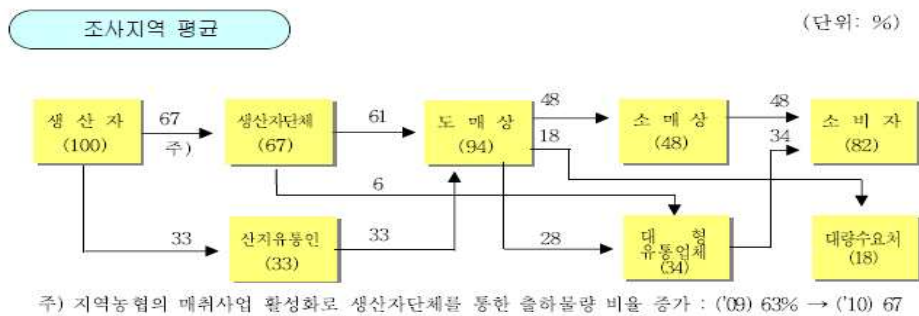 조사지역 평균
(단위: %)
생 산 자
(100)
67
주)
생산자단체
(67)
61
도 매 상
(94)
48
18
소 매 상
(48)
48
34
소 비 자
(82)
6
33
산지유통인
(33)
33
28
대 형
유통업체
(34)
대량수요처
(18)
주) 지역농협의 매취사업 활성화로 생산자단체를 통한 출하물량 비율 증가 : ('09) 63% → ('10) 67